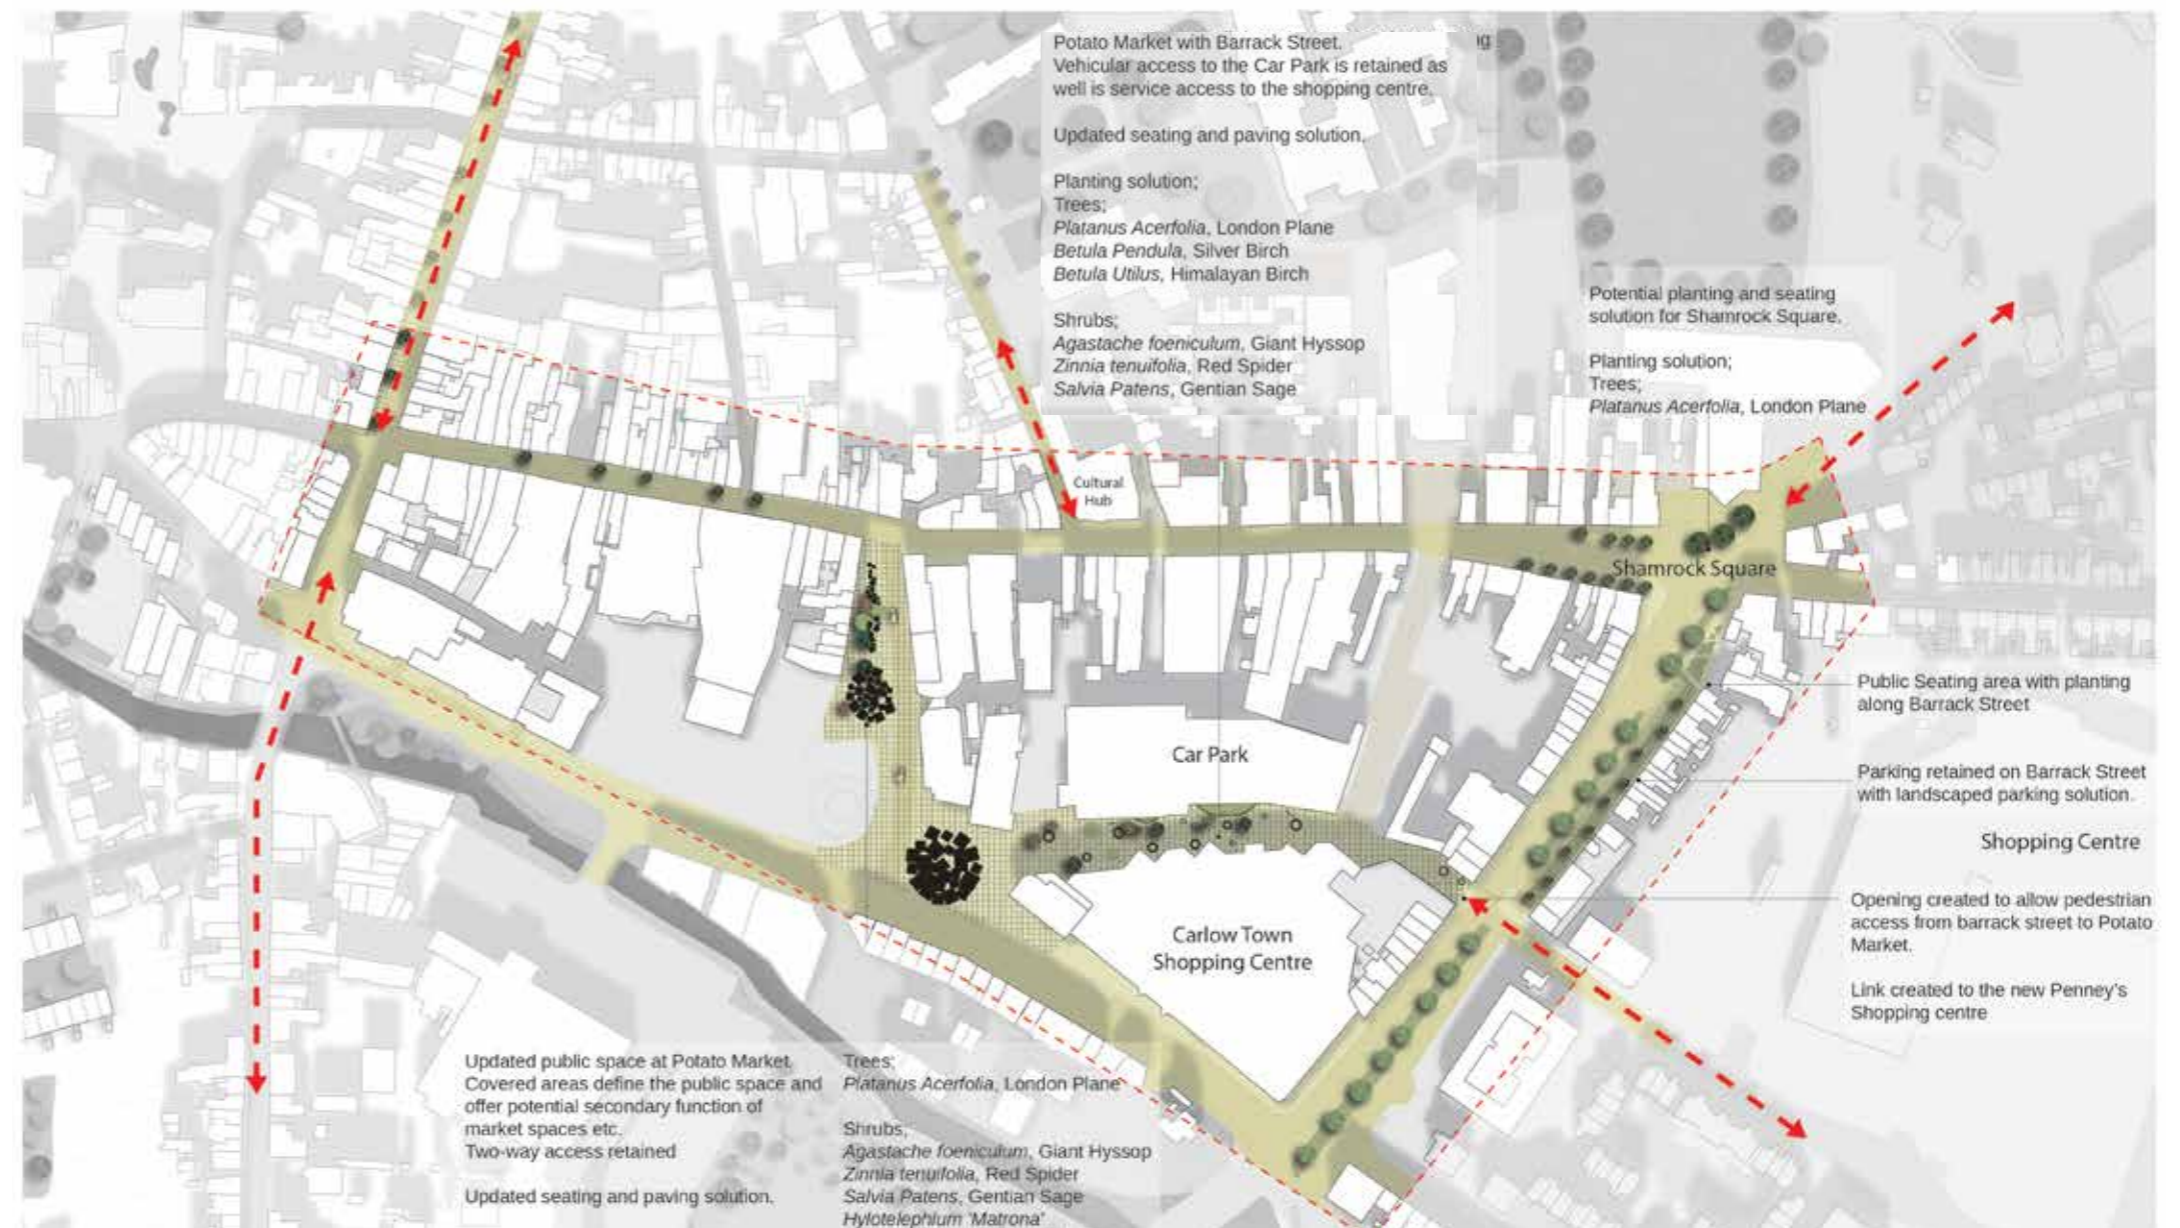 Potato Market with Barrack Street.
Vehicular access to the Car Park is retained as
well is service access to the shopping centre.
Updated seating and paving solution.
Planting solution;
Trees;
Platanus Acerfolia, London Plane
Betula Pendula, Silver Birch
Betula Utilus, Himalayan Birch
Shrubs;
Agastache foeniculum, Giant Hyssop
Zinnia tenuifolia, Red Spider
Salvia Patens, Gentian Sage
Potential planting and seating
solution for Shamrock Square.
Planting solution;
Trees;
Platanus Acerfolia, London Plane
Cultural
Hub
Shamrock Square
Public Seating area with planting
along Barrack Street
Car Park
Parking retained on Barrack Street
with landscaped parking solution.
Shopping Centre
Opening created to allow pedestrian
access from barrack street to Potato
Market.
Carlow Town
Shopping Centre
Link created to the new Penney's
Shopping centre
Updated public space at Potato Market.
Covered areas define the public space and
offer potential secondary function of
market spaces etc.
Two-way access retained
Updated seating and paving solution.
Trees;
Platanus Acerfolia, London Plane
Shrubs;
Agastache foeniculum, Giant Hyssop
Zinnia tenuifolia, Red Spider
Salvia Patens, Gentian Sage
Hylotelephium 'Matrona'